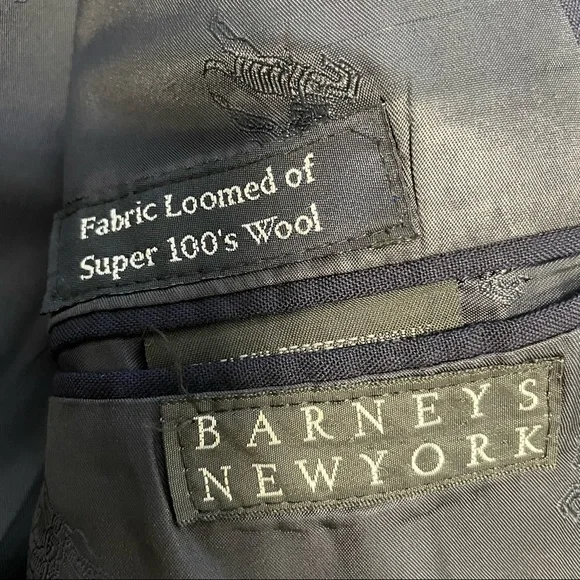 Fabric Loomed of
Super 100's Wool
BARNEYS
NEWYORK